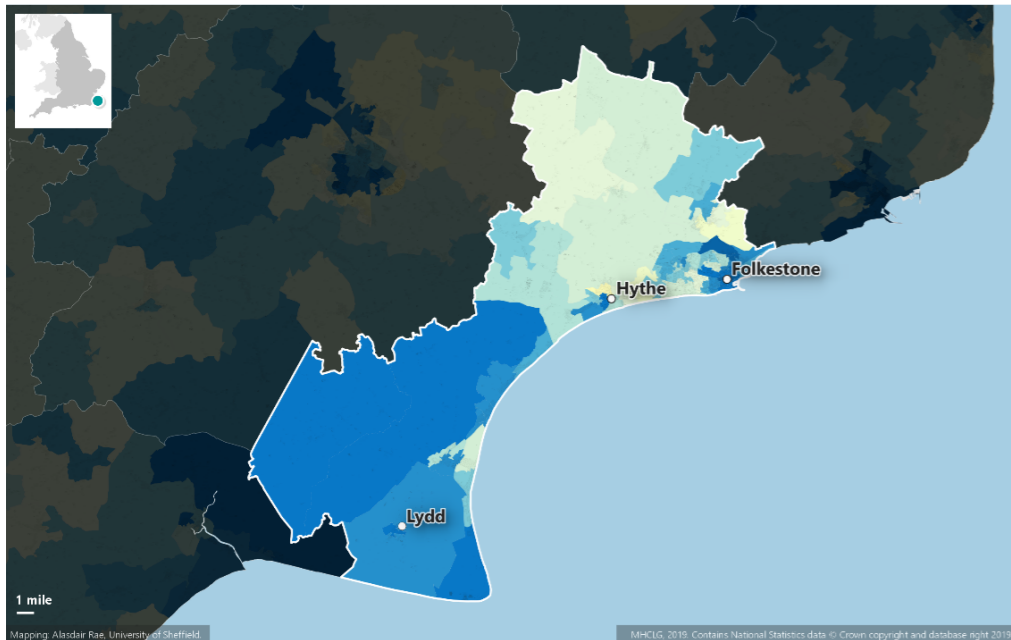 Folkestone
Hythe
Lydd
1 mile
Mapping: Alasdair Rae, University of Sheffield.
MHCLG, 2019. Contains National Statistics data © Crown copyright and database right 2019